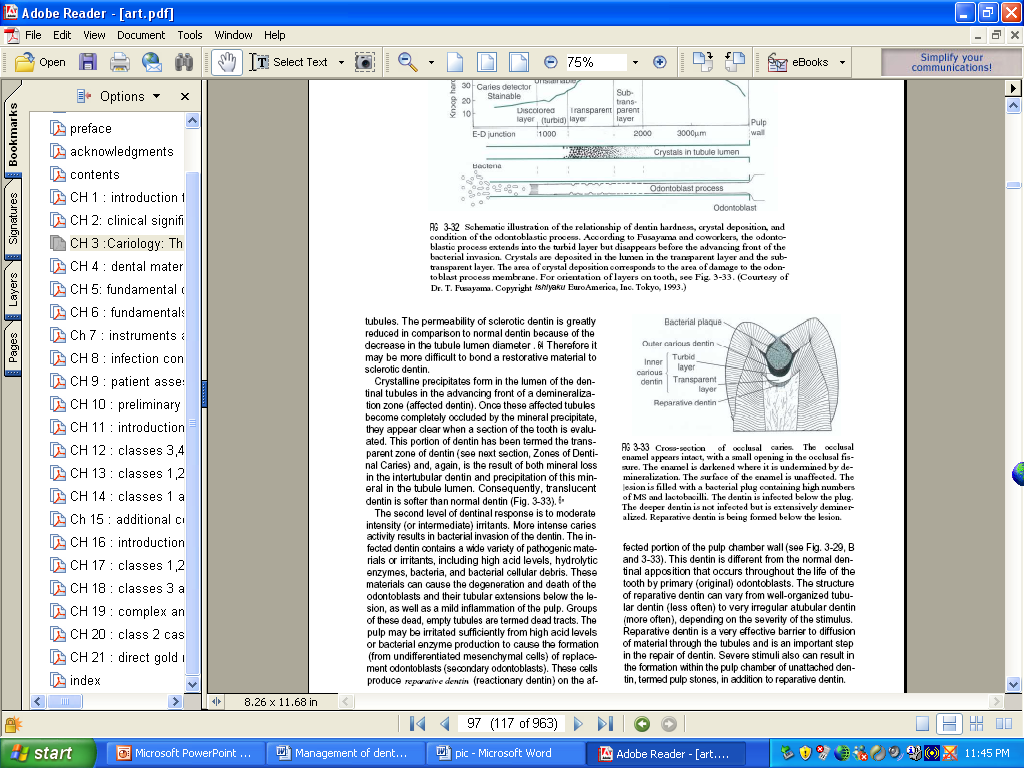 Adobe Reader - [art.pdf]
File Edit View Document Tools Window Help
Open Select Text 75% eBooks Simplify your communications!
Bookmarks
Signatures
Layers
Pages
Options
preface
acknowledgments
contents
CH 1 : introduction
CH 2: clinical signifi
CH 3 :Cariology: Th
CH 4 : dental mater
CH 5: fundamental
CH 6 : fundamentals
Ch 7 : instruments
CH 8 : infection con
CH 9 : patient asse
CH 10 : preliminary
CH 11 : introduction
CH 12 : classes 3,4
CH 13 : classes 1,2
CH 14 : classes 1 a
Ch 15 : additional c
CH 16 : introduction
CH 17 : classes 1,2
CH 18 : classes 3 a
CH 19 : complex an
CH 20 : class 2 cas
CH 21 : direct gold
index
30
20
10
Caries detector
Stainable
Unstainable
Discolored layer
(turbid)
Transparent layer
Sub-transparent layer
Pulp wall
E-D junction 1000 2000 3000µm
Crystals in tubule lumen
Bacteria
Odontoblast process
Odontoblast
FIG 3-32 Schematic illustration of the relationship of dentin hardness, crystal deposition, and
condition of the odontoblastic process. According to Fusayama and coworkers, the odonto-
blastic process extends into the turbid layer but disappears before the advancing front of the
bacterial invasion. Crystals are deposited in the lumen in the transparent layer and the sub-
transparent layer. The area of crystal deposition corresponds to the area of damage to the odon-
toblast process membrane. For orientation of layers on tooth, see Fig. 3-33. (Courtesy of
Dr. T. Fusayama. Copyright Ishiyaku EuroAmerica, Inc. Tokyo, 1993.)
tubules. The permeability of sclerotic dentin is greatly
reduced in comparison to normal dentin because of the
decrease in the tubule lumen diameter . Therefore it
may be more difficult to bond a restorative material to
sclerotic dentin.
Crystalline precipitates form in the lumen of the den-
tinal tubules in the advancing front of a demineraliza-
tion zone (affected dentin). Once these affected tubules
become completely occluded by the mineral precipitate,
they appear clear when a section of the tooth is evalu-
ated. This portion of dentin has been termed the trans-
parent zone of dentin (see next section, Zones of Denti-
nal Caries) and, again, is the result of both mineral loss
in the intertubular dentin and precipitation of this min-
eral in the tubule lumen. Consequently, translucent
dentin is softer than normal dentin (Fig. 3-33).
The second level of dentinal response is to moderate
intensity (or intermediate) irritants. More intense caries
activity results in bacterial invasion of the dentin. The in-
fected dentin contains a wide variety of pathogenic mate-
rials or irritants, including high acid levels, hydrolytic
enzymes, bacteria, and bacterial cellular debris. These
materials can cause the degeneration and death of the
odontoblasts and their tubular extensions below the le-
sion, as well as a mild inflammation of the pulp. Groups
of these dead, empty tubules are termed dead tracts. The
pulp may be irritated sufficiently from high acid levels
or bacterial enzyme production to cause the formation
(from undifferentiated mesenchymal cells) of replace-
ment odontoblasts (secondary odontoblasts). These cells
produce reparative dentin (reactionary dentin) on the af-
Bacterial plaque
Outer carious dentin
Inner carious dentin
Turbid layer
Transparent layer
Reparative dentin
FIG 3-33 Cross-section of occlusal caries. The occlusal
enamel appears intact, with a small opening in the occlusal fis-
sure. The enamel is darkened where it is undermined by de-
mineralization. The surface of the enamel is unaffected. The
lesion is filled with a bacterial plug containing high numbers
of MS and lactobacilli. The dentin is infected below the plug.
The deeper dentin is not infected but is extensively deminer-
alized. Reparative dentin is being formed below the lesion.
fected portion of the pulp chamber wall (see Fig. 3-29, B
and 3-33). This dentin is different from the normal den-
tinal apposition that occurs throughout the life of the
tooth by primary (original) odontoblasts. The structure
of reparative dentin can vary from well-organized tubu-
lar dentin (less often) to very irregular atubular dentin
(more often), depending on the severity of the stimulus.
Reparative dentin is a very effective barrier to diffusion
of material through the tubules and is an important step
in the repair of dentin. Severe stimuli also can result in
the formation within the pulp chamber of unattached den-
tin, termed pulp stones, in addition to reparative dentin.
8.26 x 11.68 in
97 (117 of 963)
start Microsoft PowerPoint ... Management of dent... pic - Microsoft Word Adobe Reader - [art.... 11:45 PM